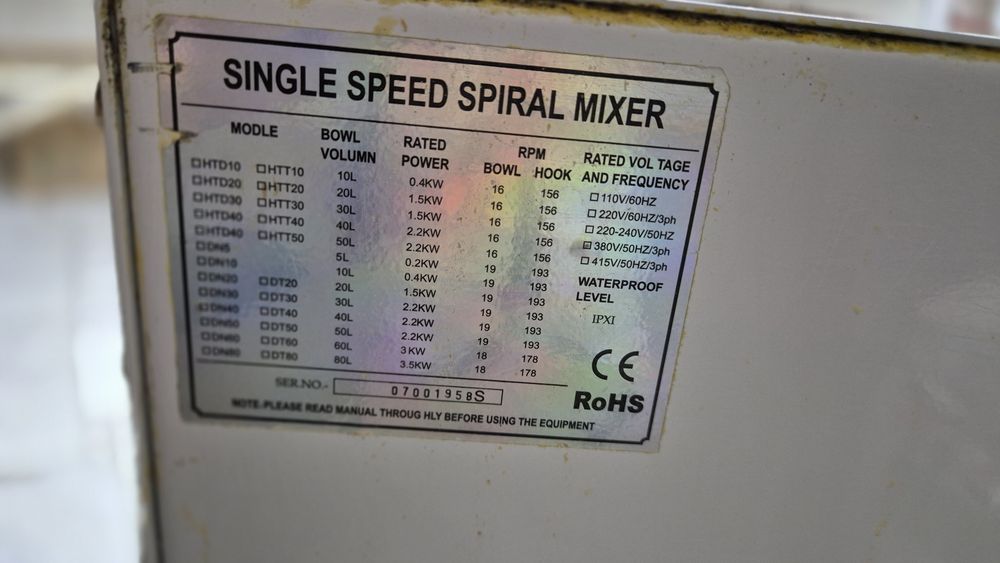 SINGLE SPEED SPIRAL MIXER
MODLE BOWL VOLUMN RATED POWER RPM BOWL HOOK
☐HTD10 ☐HTT10 10L 0.4KW 16 156
☐HTD20 ☐HTT20 20L 1.5KW 16 156
☐HTD30 ☐HTT30 30L 1.5KW 16 156
☐HTD40 ☐HTT40 40L 2.2KW 16 156
☐HTD40 ☐HTT50 50L 2.2KW 16 156
☐DN5 5L 0.2KW 19 193
☐DN10 10L 0.4KW 19 193
☐DN20 ☐DT20 20L 1.5KW 19 193
☐DN30 ☐DT30 30L 2.2KW 19 193
☐DN40 ☐DT40 40L 2.2KW 19 193
☐DN50 ☐DT50 50L 2.2KW 19 193
☐DN60 ☐DT60 60L 3KW 18 178
☐DN80 ☐DT80 80L 3.5KW 18 178
RATED VOL TAGE
AND FREQUENCY
☐ 110V/60HZ
☐ 220V/60HZ/3ph
☐ 220-240V/50HZ
☒ 380V/50HZ/3ph
☐ 415V/50HZ/3ph
WATERPROOF
LEVEL
IPXI
CE
RoHS
SER.NO.- 07001958S
NOTE:PLEASE READ MANUAL THROUG HLY BEFORE USING THE EQUIPMENT